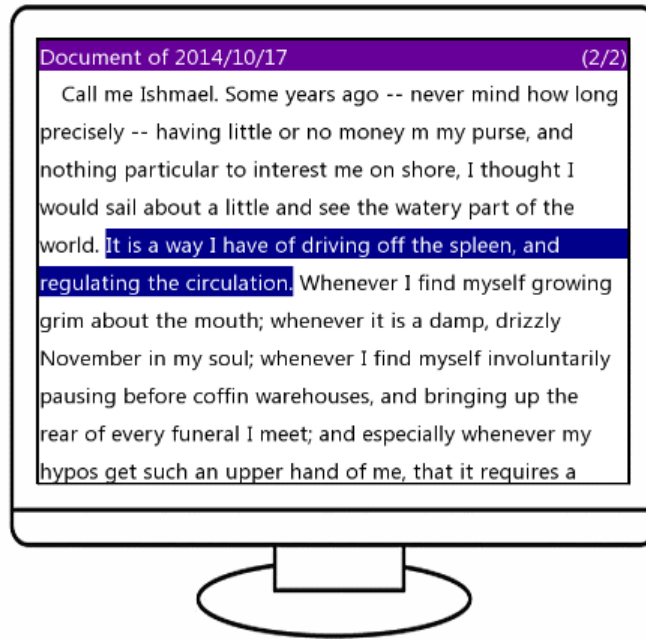 Document of 2014/10/17 (2/2)
Call me Ishmael. Some years ago -- never mind how long
precisely -- having little or no money m my purse, and
nothing particular to interest me on shore, I thought I
would sail about a little and see the watery part of the
world. It is a way I have of driving off the spleen, and
regulating the circulation. Whenever I find myself growing
grim about the mouth; whenever it is a damp, drizzly
November in my soul; whenever I find myself involuntarily
pausing before coffin warehouses, and bringing up the
rear of every funeral I meet; and especially whenever my
hypos get such an upper hand of me, that it requires a